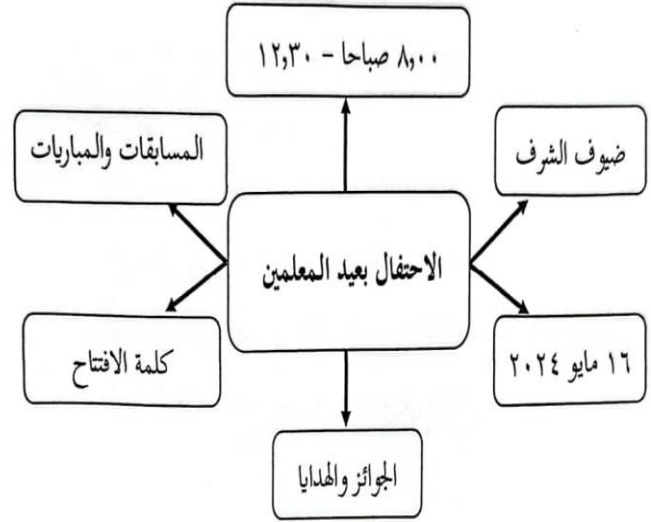 ٨,٠٠ صباحا - ١٢,٣٠
ضيوف الشرف
المسابقات والمباريات
الاحتفال بعيد المعلمين
١٦ مايو ٢٠٢٤
كلمة الافتتاح
الجوائز والهدايا